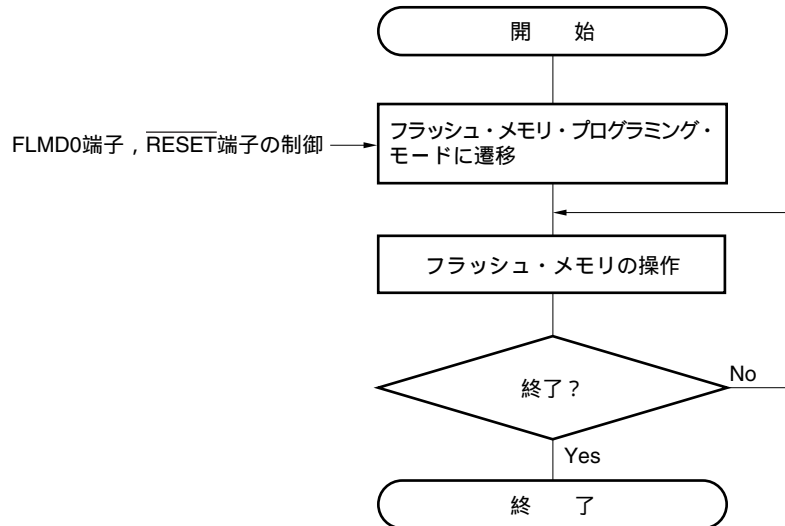 開　始
FLMD0端子，RESET端子の制御
フラッシュ・メモリ・プログラミング・
モードに遷移
フラッシュ・メモリの操作
終了？
No
Yes
終　了